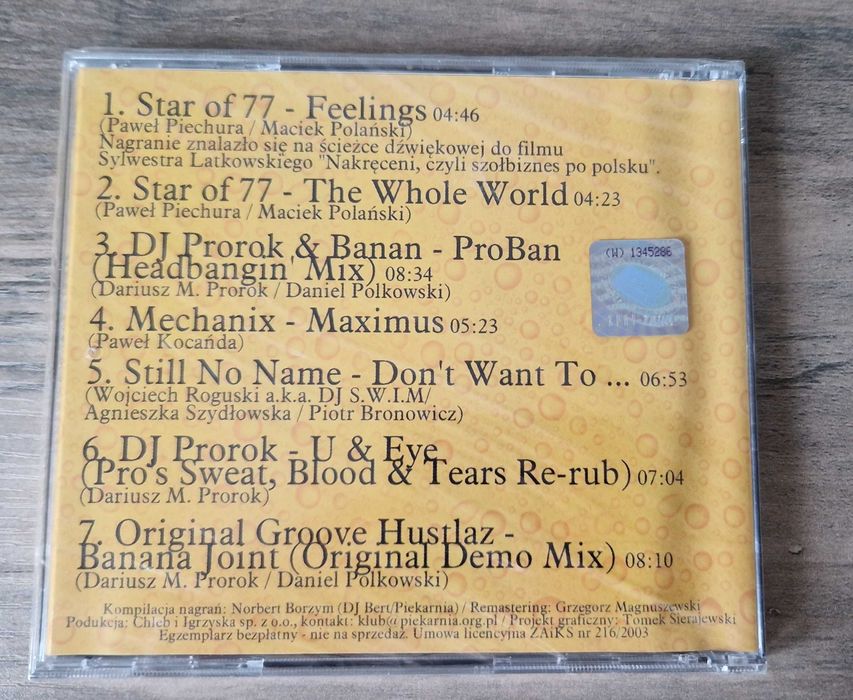 1. Star of 77 - Feelings 04:46
(Paweł Piechura / Maciek Polański)
Nagranie znalazło się na ścieżce dźwiękowej do filmu
Sylwestra Latkowskiego "Nakręceni, czyli szołbiznes po polsku".
2. Star of 77 - The Whole World 04:23
(Paweł Piechura / Maciek Polański)
3. DJ Prorok & Banan - ProBan
(Headbangin' Mix) 08:34
(Dariusz M. Prorok / Daniel Polkowski)
(W) 1345286
4. Mechanix - Maximus 05:23
(Paweł Kocańda)
5. Still No Name - Don't Want To ... 06:53
(Wojciech Roguski a.k.a. DJ S.W.I.M/
Agnieszka Szydłowska / Piotr Bronowicz)
6. DJ Prorok - U & Eye
(Pro's Sweat, Blood & Tears Re-rub) 07:04
(Dariusz M. Prorok)
7. Original Groove Hustlaz -
Banana Joint (Original Demo Mix) 08:10
(Dariusz M. Prorok / Daniel Polkowski)
Kompilacja nagrań: Norbert Borzym (DJ Bert/Piekarnia) / Remastering: Grzegorz Magnuszewski
Podukcja: Chleb i Igrzyska sp. z o.o., kontakt: klub@piekarnia.org.pl / Projekt graficzny: Tomek Sierajewski
Egzemplarz bezpłatny - nie na sprzedaż. Umowa licencyjna ZAiKS nr 216/2003